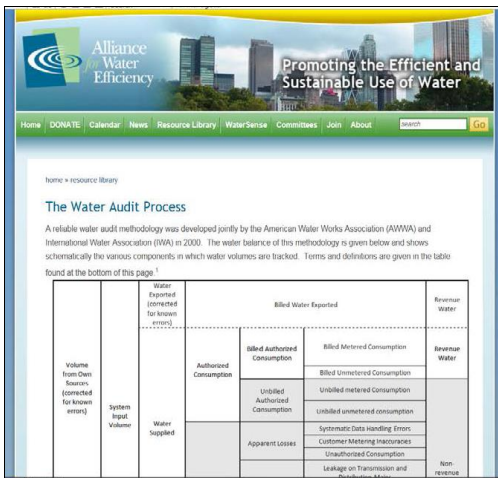 Alliance
for Water
Efficiency
Promoting the Efficient and
Sustainable Use of Water
Home DONATE Calendar News Resource Library WaterSense Committees Join About search Go
home » resource library
The Water Audit Process
A reliable water audit methodology was developed jointly by the American Water Works Association (AWWA) and
International Water Association (IWA) in 2000. The water balance of this methodology is given below and shows
schematically the various components in which water volumes are tracked. Terms and definitions are given in the table
found at the bottom of this page.1
Water
Exported
(corrected
for known
errors)
Billed Water Exported
Revenue
Water
Volume
from Own
Sources
(corrected
for known
errors)
System
Input
Volume
Water
Supplied
Authorized
Consumption
Billed Authorized
Consumption
Billed Metered Consumption
Billed Unmetered Consumption
Revenue
Water
Unbilled
Authorized
Consumption
Unbilled metered Consumption
Unbilled unmetered consumption
Apparent Losses
Systematic Data Handling Errors
Customer Metering Inaccuracies
Unauthorized Consumption
Leakage on Transmission and
Non-
revenue